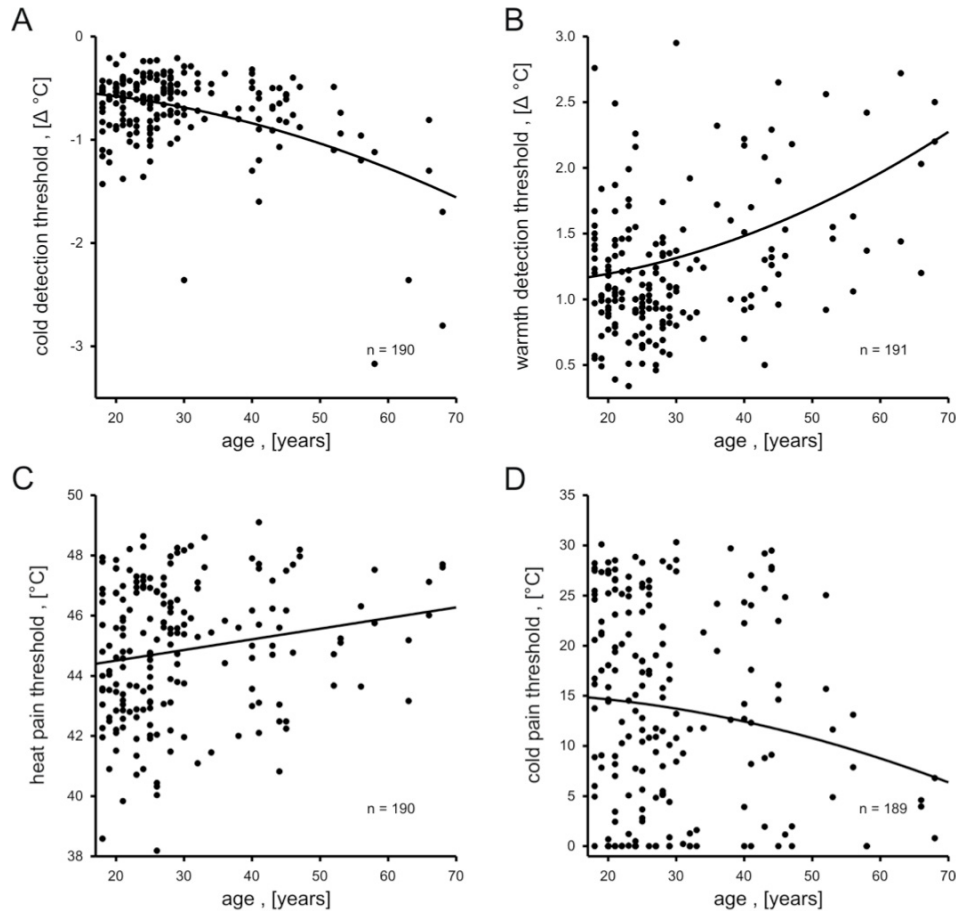 A
0
-1
-2
-3
cold detection threshold , [Δ °C]
n = 190
20 30 40 50 60 70
age , [years]
B
3.0
2.5
2.0
1.5
1.0
0.5
warmth detection threshold , [Δ °C]
n = 191
20 30 40 50 60 70
age , [years]
C
50
48
46
44
42
40
38
heat pain threshold , [°C]
n = 190
20 30 40 50 60 70
age , [years]
D
35
30
25
20
15
10
5
0
cold pain threshold , [°C]
n = 189
20 30 40 50 60 70
age , [years]